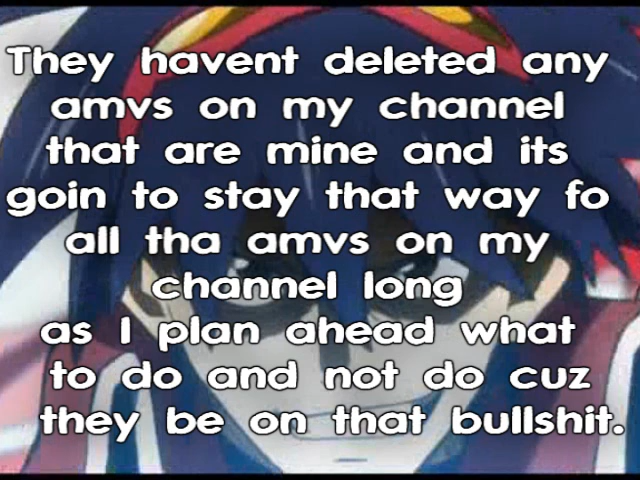 They havent deleted any
amvs on my channel
that are mine and its
goin to stay that way fo
all tha amvs on my
channel long
as I plan ahead what
to do and not do cuz
they be on that bullshit.